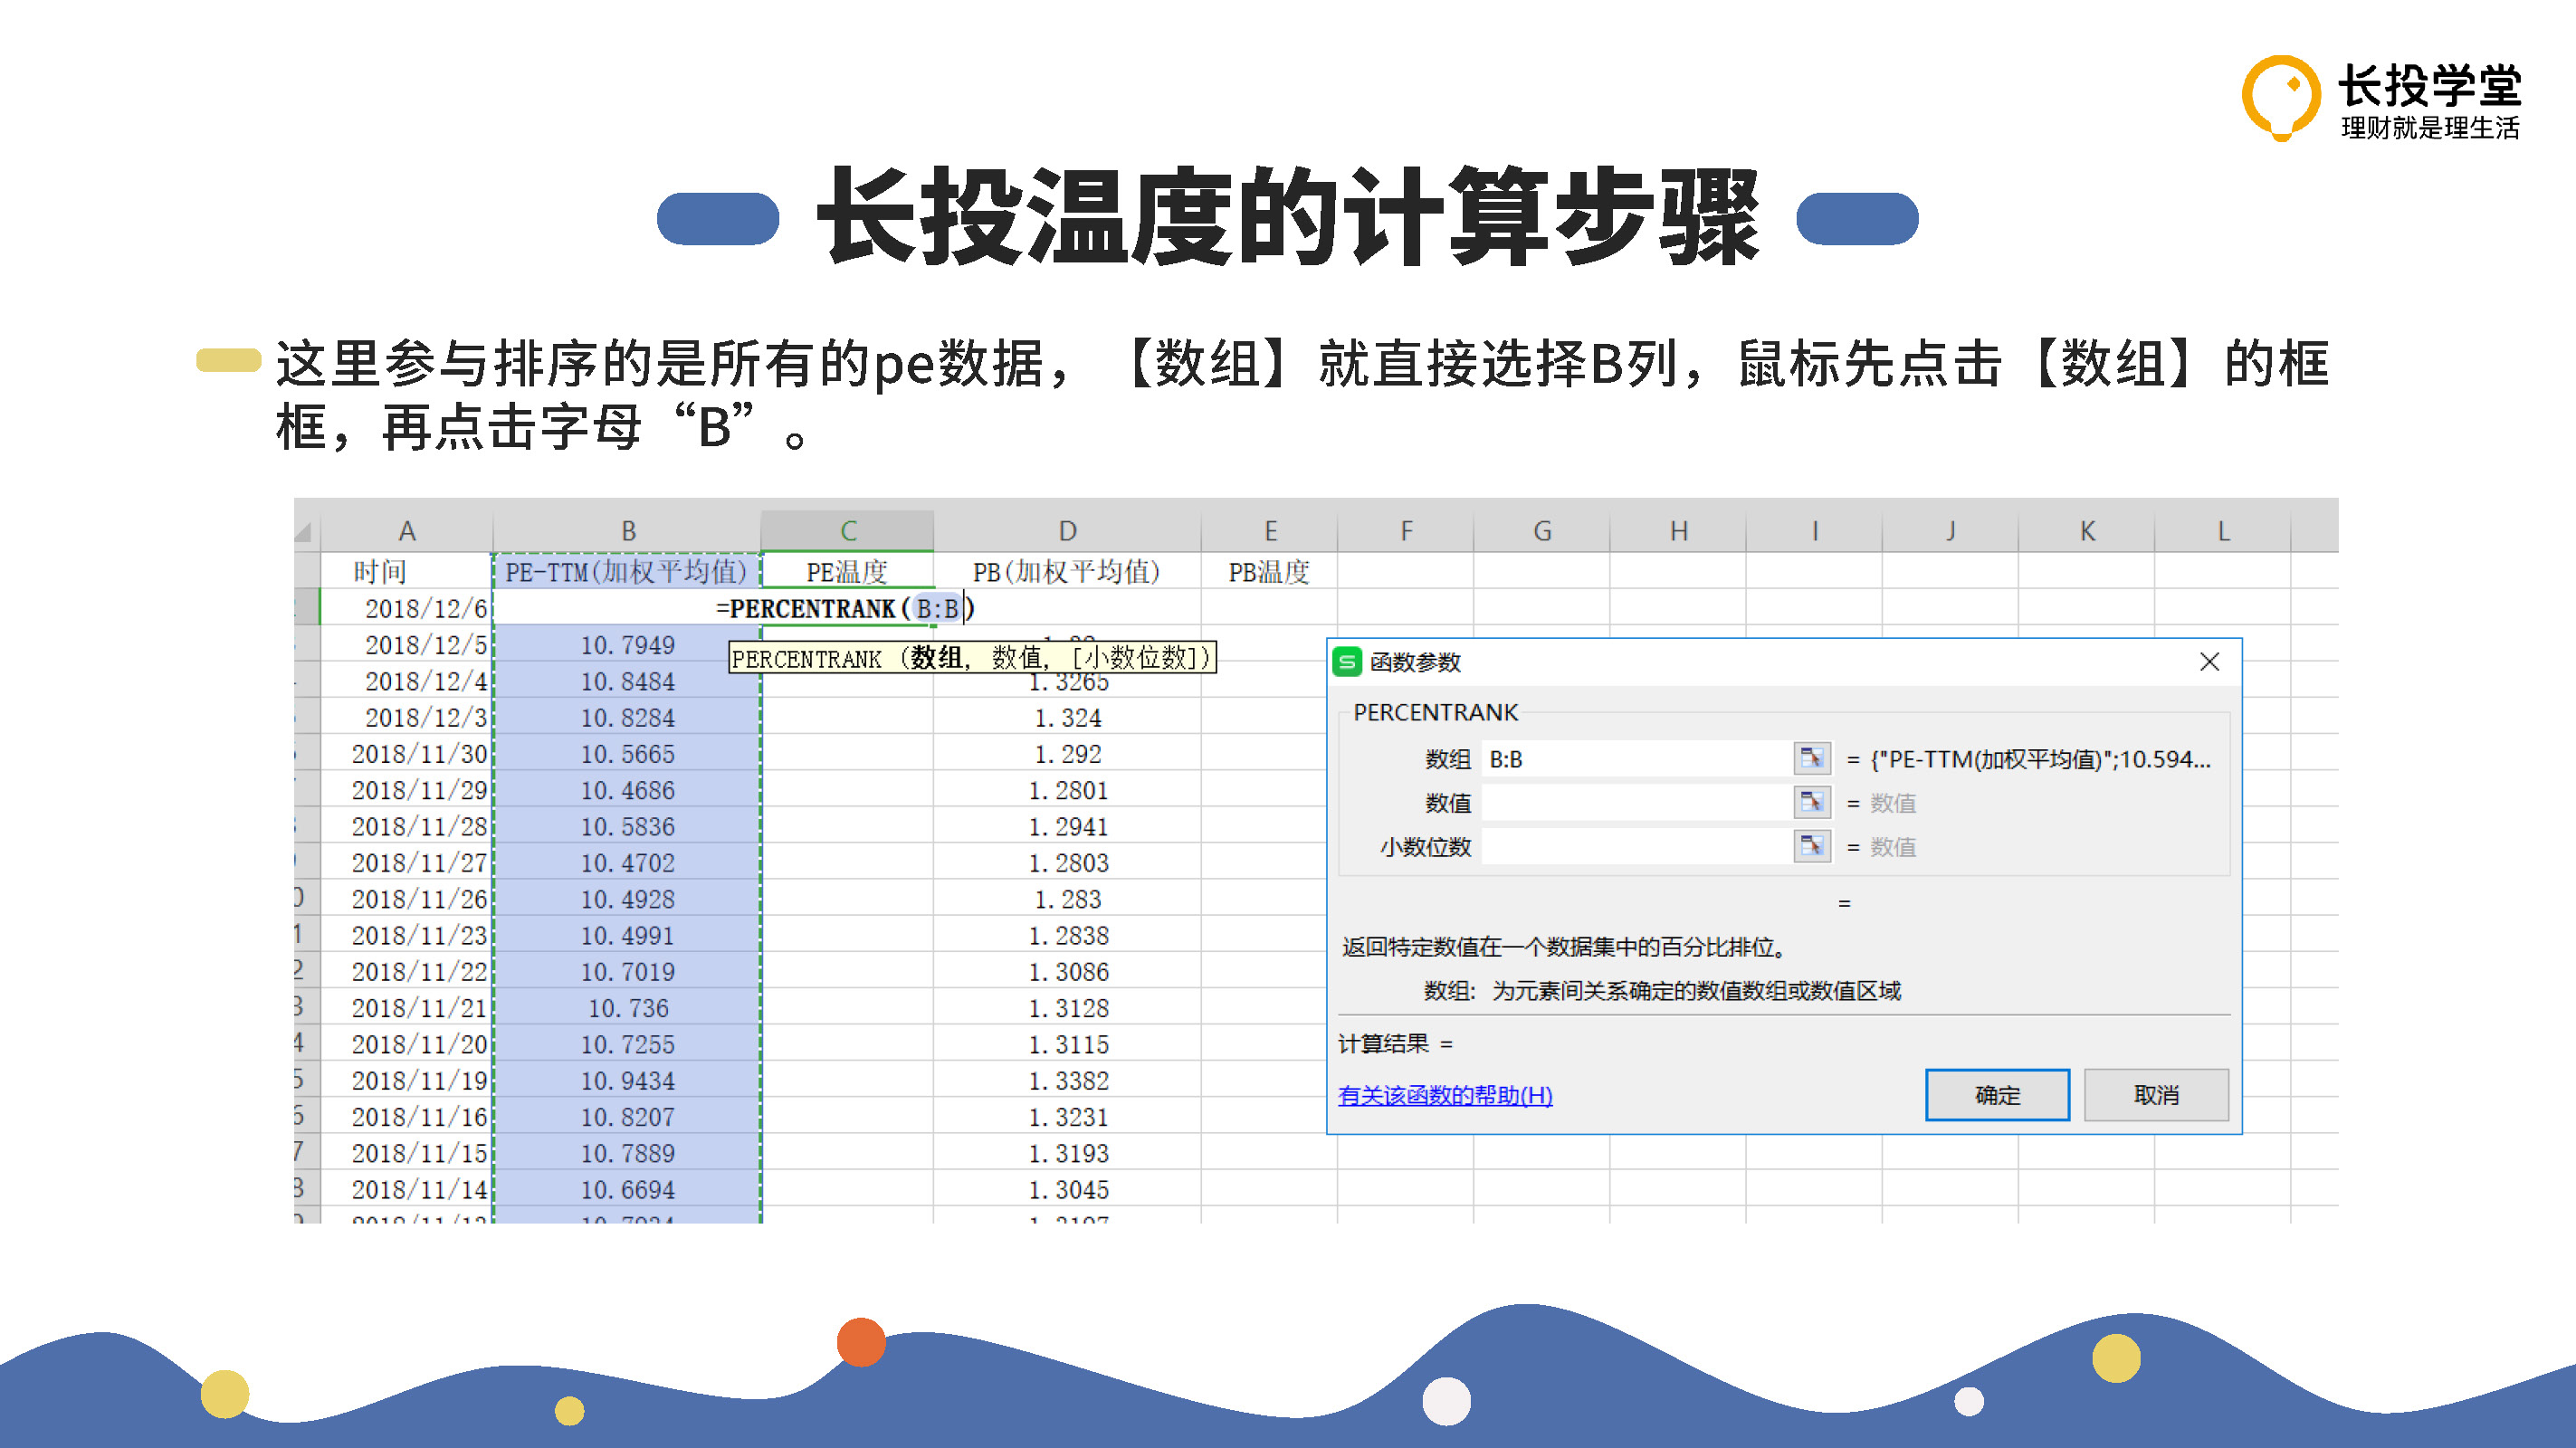 长投学堂
理财就是理生活
长投温度的计算步骤
这里参与排序的是所有的pe数据，【数组】就直接选择B列，鼠标先点击【数组】的框
框，再点击字母“B”。
A B C D E F G H I J K L
时间 PE-TTM(加权平均值) PE温度 PB(加权平均值) PB温度
2018/12/6 =PERCENTRANK(B:B)
2018/12/5 10.7949
PERCENTRANK (数组, 数值, [小数位数])
2018/12/4 10.8484 1.3265
2018/12/3 10.8284 1.324
2018/11/30 10.5665 1.292
2018/11/29 10.4686 1.2801
2018/11/28 10.5836 1.2941
2018/11/27 10.4702 1.2803
2018/11/26 10.4928 1.283
2018/11/23 10.4991 1.2838
2018/11/22 10.7019 1.3086
2018/11/21 10.736 1.3128
2018/11/20 10.7255 1.3115
2018/11/19 10.9434 1.3382
2018/11/16 10.8207 1.3231
2018/11/15 10.7889 1.3193
2018/11/14 10.6694 1.3045
函数参数
PERCENTRANK
数组 B:B = {"PE-TTM(加权平均值)";10.594...
数值 = 数值
小数位数 = 数值
=
返回特定数值在一个数据集中的百分比排位。
数组: 为元素间关系确定的数值数组或数值区域
计算结果 =
有关该函数的帮助(H) 确定 取消